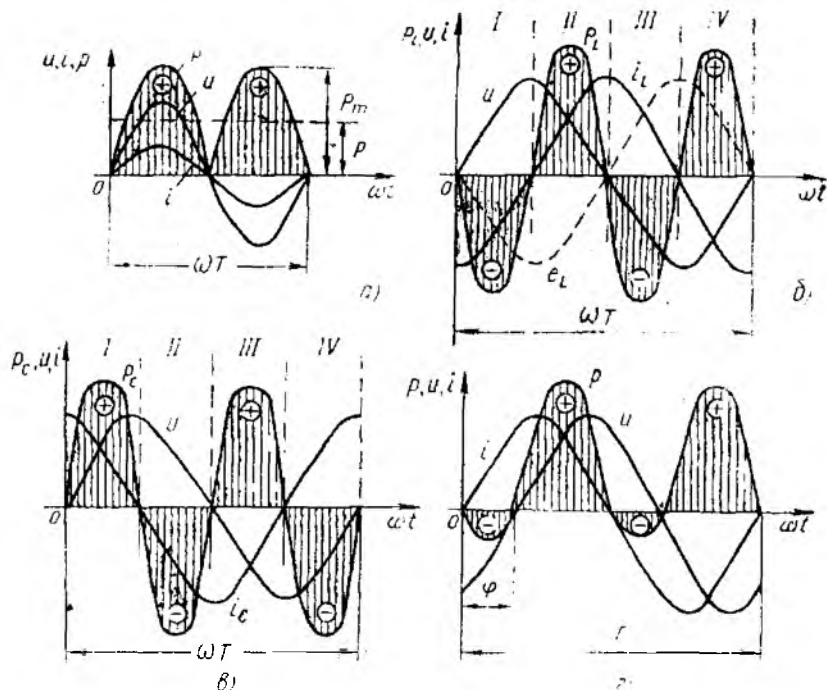 u, i, p
p
u
i
P_m
P
0
ωt
ωT
а)
p_L, u, i
I
II
III
IV
P_L
u
i_L
e_L
0
ωt
ωT
б)
p_C, u, i
I
II
III
IV
P_C
u
i_C
0
ωt
ωT
в)
p, u, i
p
i
u
0
ωt
φ